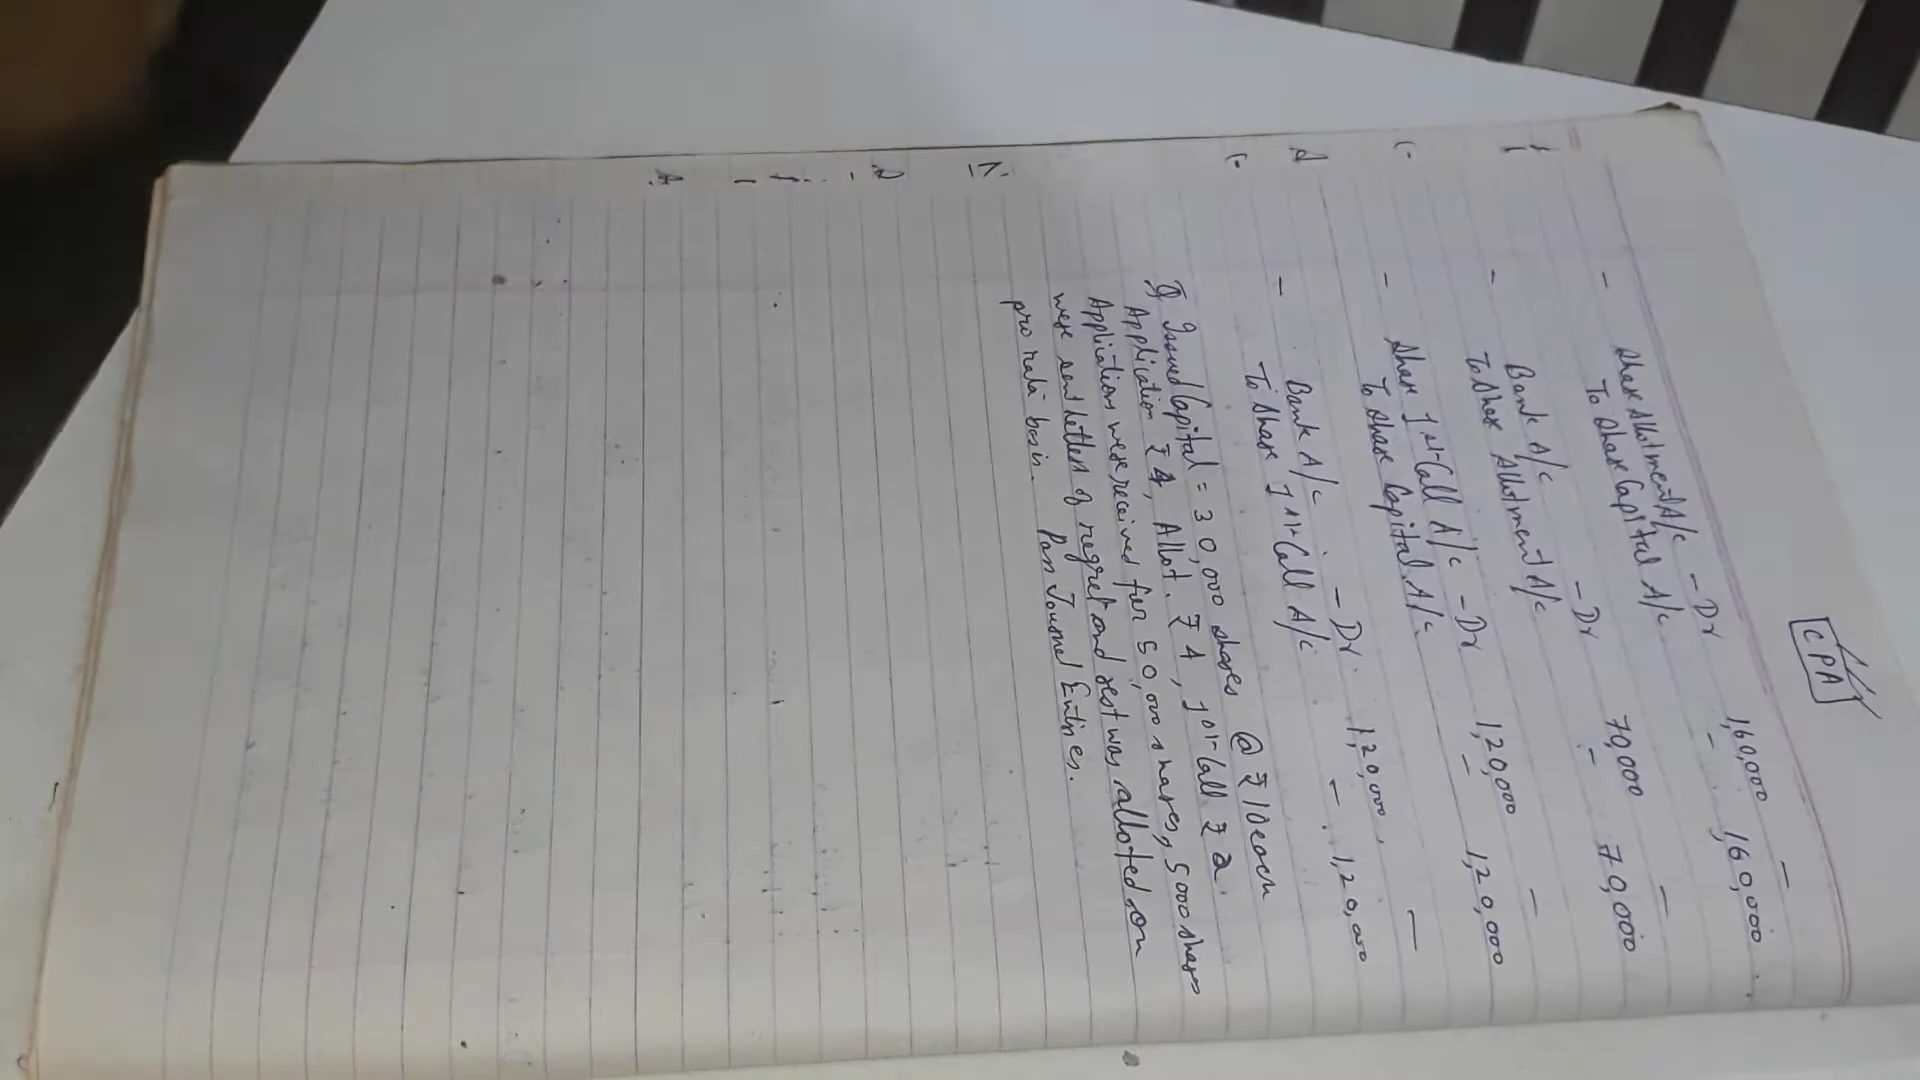 CPA
Share Allotment A/c - Dr 1,60,000 -
To Share Capital A/c - 1,60,000
Bank A/c - Dr 70,000 -
To Share Allotment A/c - 70,000
Share 1st Call A/c - Dr 1,20,000 -
To Share Capital A/c - 1,20,000
Bank A/c - Dr. 1,20,000 -
To Share 1st Call A/c - 1,20,000
Issued Capital = 30,000 shares @ ₹ 10 each
Application ₹ 4, Allot. ₹ 4, 1st Call ₹ 2.
Applications were received for 50,000 shares, 5000 shares
were sent letters of regret and rest was alloted on
pro rata basis. Pass Journal Entries.